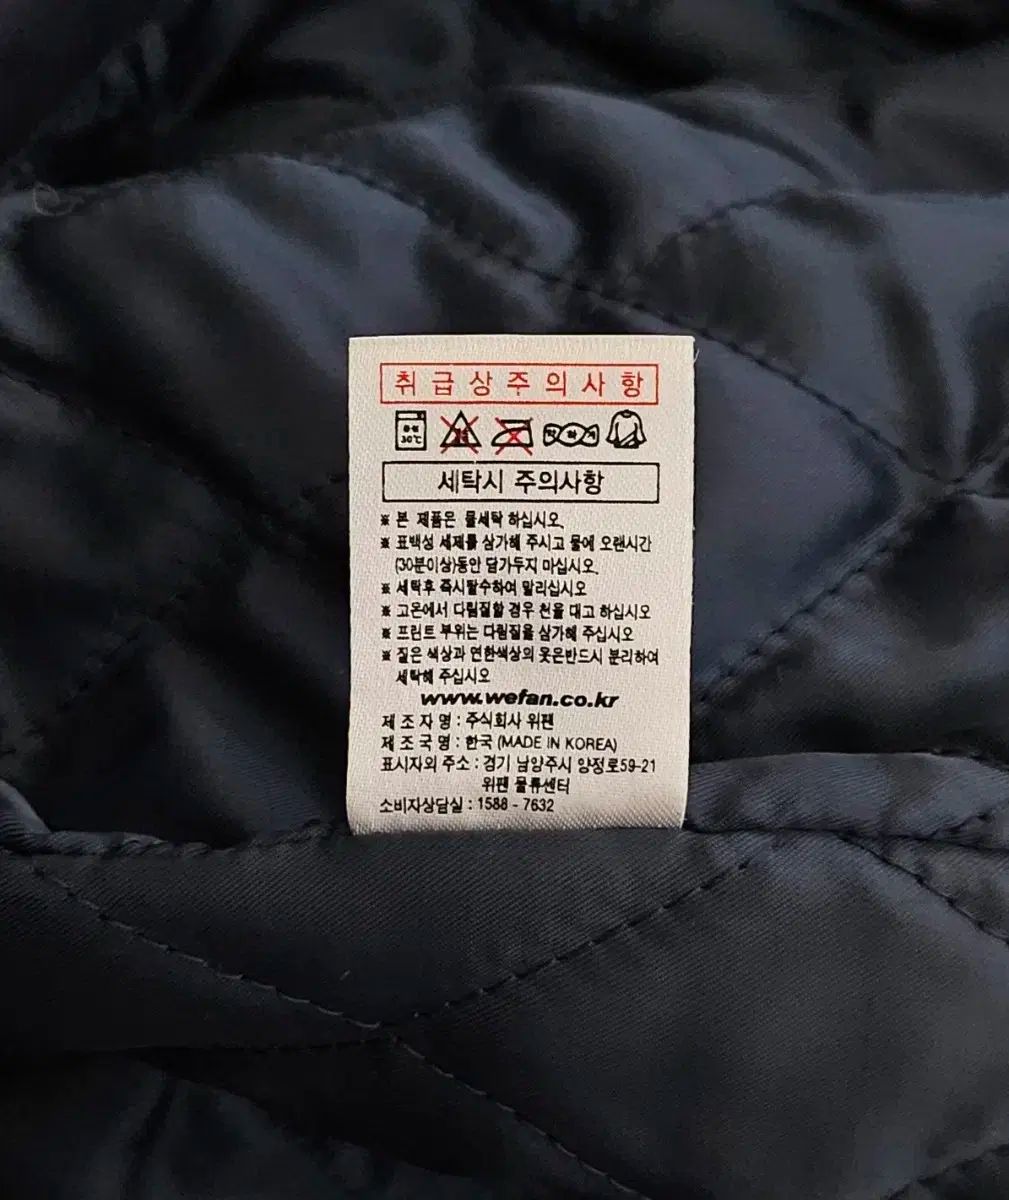 취급상주의사항
30℃
세탁시 주의사항
※ 본 제품은 물세탁 하십시오.
※ 표백성 세제를 삼가해 주시고 물에 오랜시간
(30분이상)동안 담가두지 마십시오.
※ 세탁후 즉시탈수하여 말리십시오
※ 고온에서 다림질할 경우 천을 대고 하십시오
※ 프린트 부위는 다림질을 삼가해 주십시오
※ 짙은 색상과 연한색상의 옷은반드시 분리하여
세탁해 주십시오
www.wefan.co.kr
제 조 자 명 : 주식회사 위팬
제 조 국 명 : 한국 (MADE IN KOREA)
표시자의 주소 : 경기 남양주시 양정로59-21
위팬 물류센터
소비자상담실 : 1588 - 7632